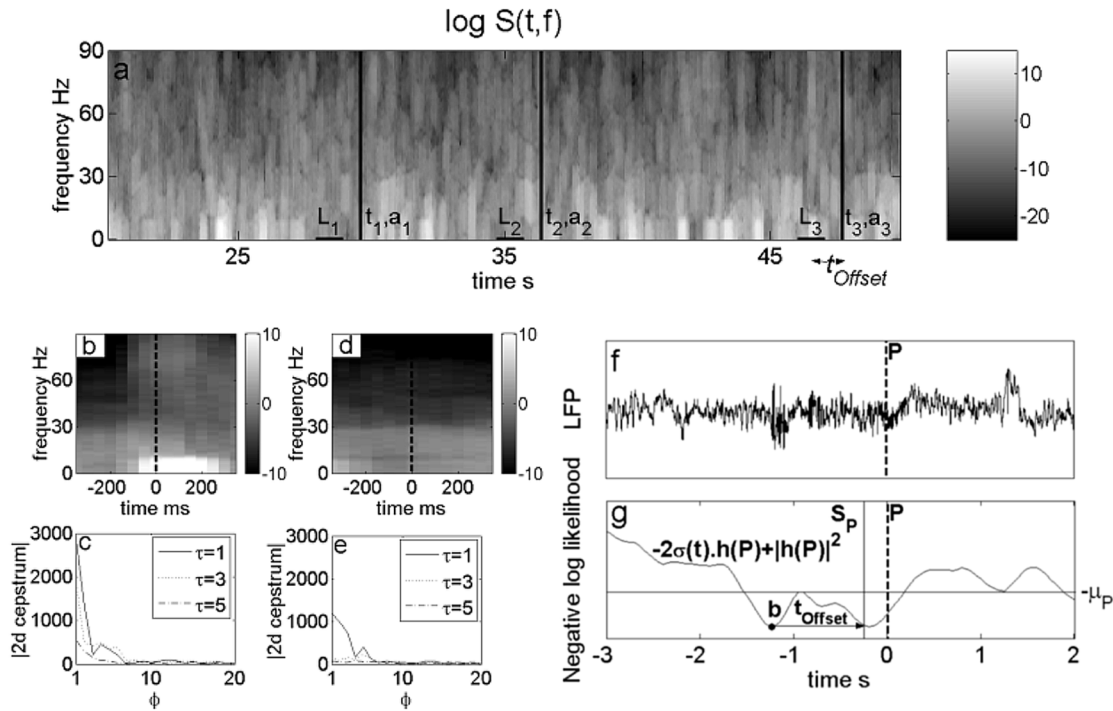 log S(t,f)
90
60
30
0
frequency Hz
a
L₁ t₁,a₁ L₂ t₂,a₂ L₃ t₃,a₃
25 35 45
time s
t_Offset
10
0
-10
-20
b
60
30
0
frequency Hz
-200 0 200
time ms
10
0
-10
d
60
30
0
frequency Hz
-200 0 200
time ms
10
0
-10
c
3000
2000
1000
0
|2d cepstrum|
τ=1
τ=3
τ=5
1 10 20
ϕ
e
3000
2000
1000
0
|2d cepstrum|
τ=1
τ=3
τ=5
1 10 20
ϕ
f
P
LFP
g
S_P P
-2σ(t).h(P)+|h(P)|²
b t_Offset
-μ_P
Negative log likelihood
-3 -2 -1 0 1 2
time s